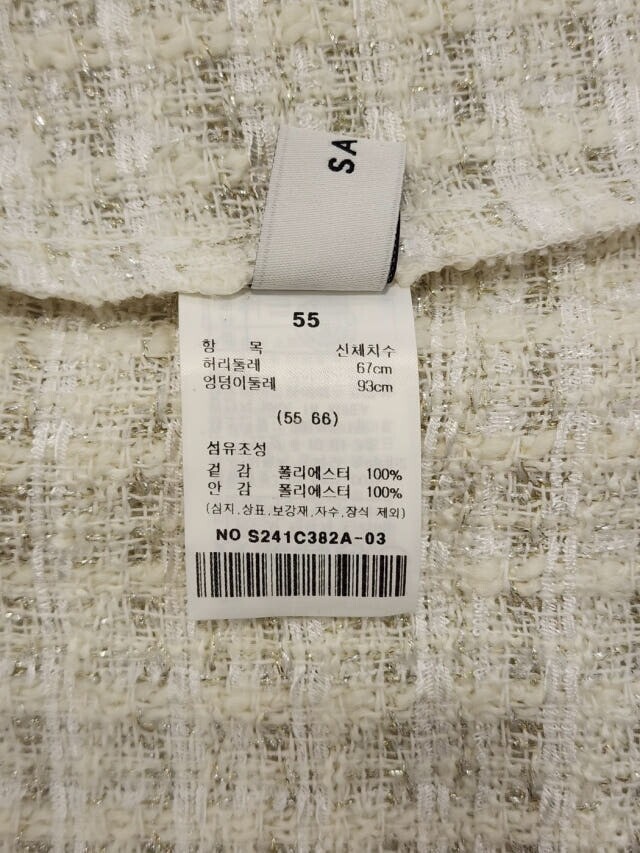 SA
55
항 목 신체치수
허리둘레 67cm
엉덩이둘레 93cm
(55 66)
섬유조성
겉 감 폴리에스터 100%
안 감 폴리에스터 100%
(심지,상표,보강재,자수,장식 제외)
NO S241C382A-03